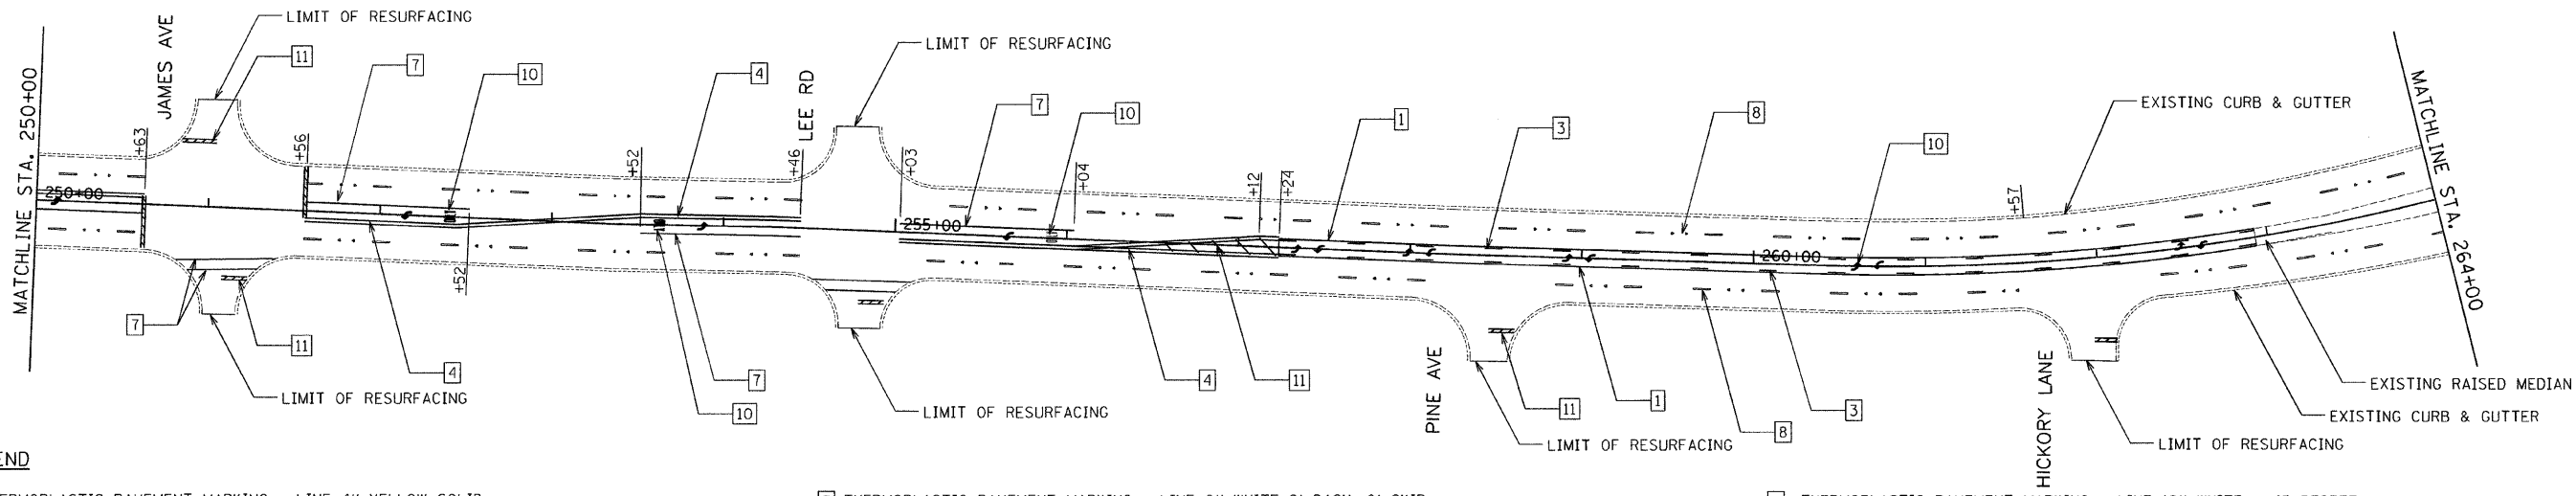 LIMIT OF RESURFACING
JAMES AVE
11
7
10
4
LEE RD
LIMIT OF RESURFACING
7
10
1
3
8
10
EXISTING CURB & GUTTER
MATCHLINE STA. 250+00
+63
+56
+52
+46
+03
+04
+12
+24
+57
MATCHLINE STA. 264+00
250+00
255+00
260+00
+52
7
11
4
7
10
4
11
11
1
8
3
LIMIT OF RESURFACING
LIMIT OF RESURFACING
PINE AVE
LIMIT OF RESURFACING
HICKORY LANE
EXISTING RAISED MEDIAN
EXISTING CURB & GUTTER
LIMIT OF RESURFACING
END